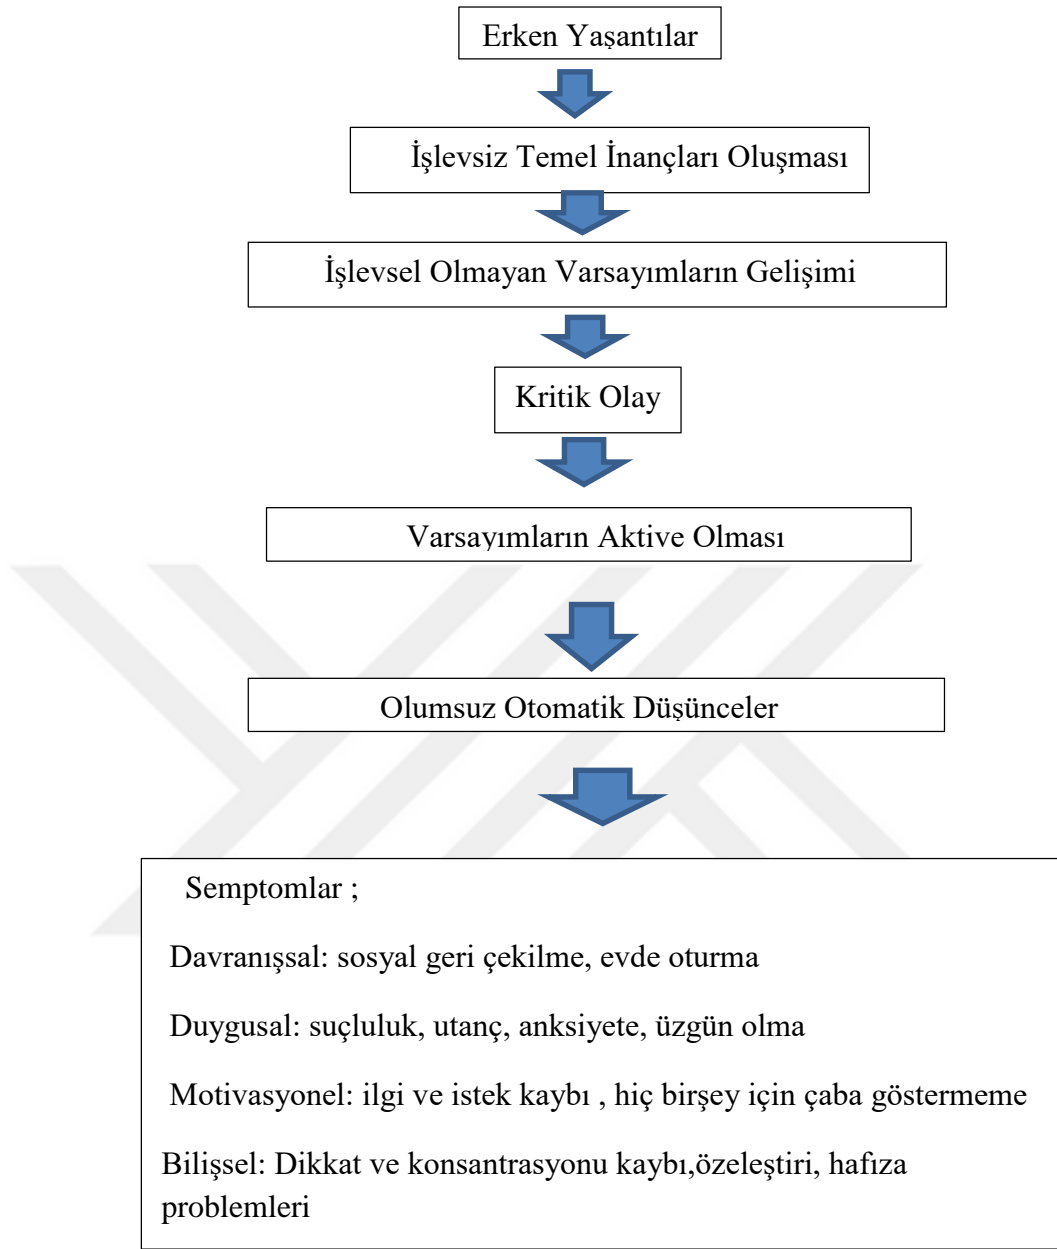 Erken Yaşantılar
İşlevsiz Temel İnançları Oluşması
İşlevsel Olmayan Varsayımların Gelişimi
Kritik Olay
Varsayımların Aktive Olması
Olumsuz Otomatik Düşünceler
Semptomlar ;
Davranışsal: sosyal geri çekilme, evde oturma
Duygusal: suçluluk, utanç, anksiyete, üzgün olma
Motivasyonel: ilgi ve istek kaybı , hiç birşey için çaba göstermeme
Bilişsel: Dikkat ve konsantrasyonu kaybı,özeleştiri, hafıza
problemleri